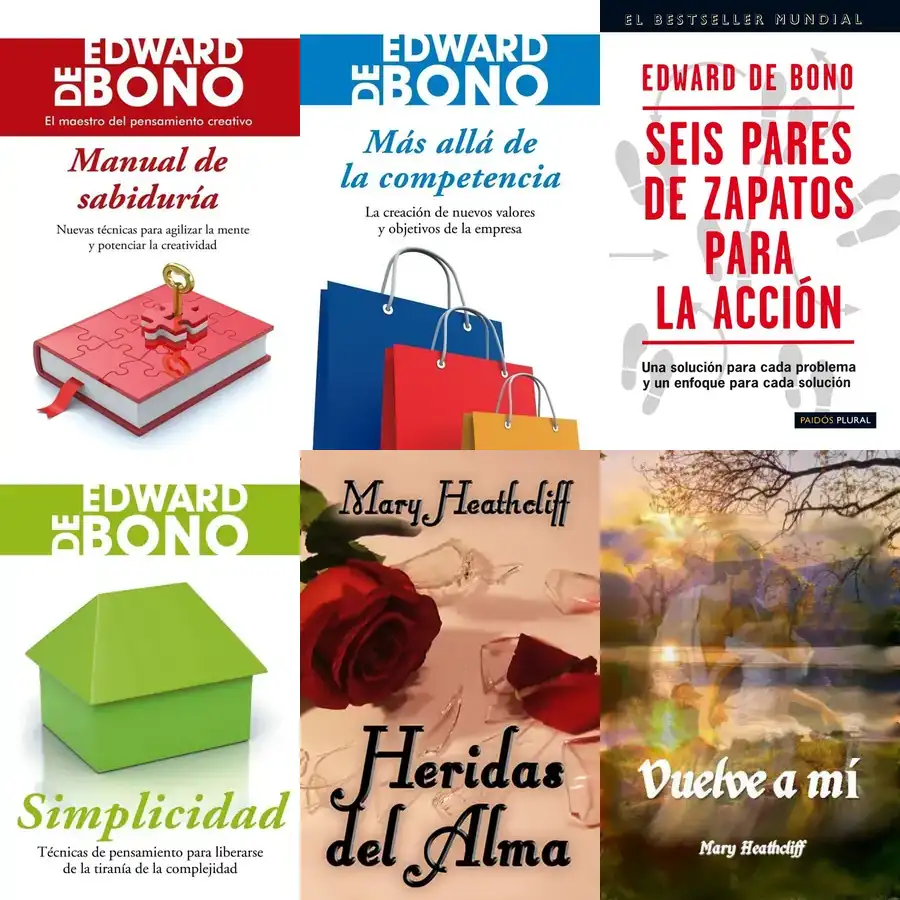 EDWARD
DE BONO
El maestro del pensamiento creativo
Manual de
sabiduría
Nuevas técnicas para agilizar la mente
y potenciar la creatividad
EDWARD
DE BONO
Más allá de
la competencia
La creación de nuevos valores
y objetivos de la empresa
EL BESTSELLER MUNDIAL
EDWARD DE BONO
SEIS PARES
DE ZAPATOS
PARA
LA ACCIÓN
Una solución para cada problema
y un enfoque para cada solución
PAIDÓS PLURAL
EDWARD
DE BONO
Simplicidad
Técnicas de pensamiento para liberarse
de la tiranía de la complejidad
Mary Heathcliff
Heridas
del Alma
Vuelve a mí
Mary Heathcliff